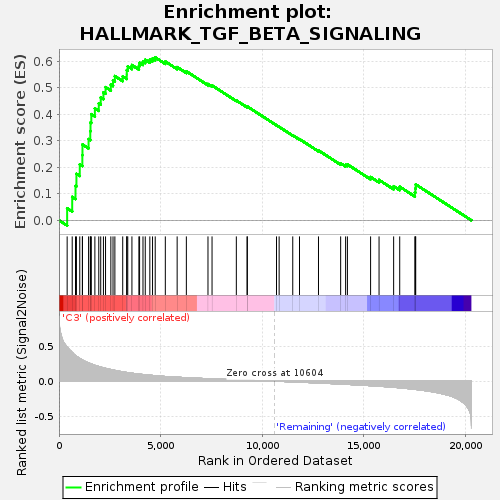 Enrichment plot:
HALLMARK_TGF_BETA_SIGNALING
Enrichment score (ES)
0.6
0.5
0.4
0.3
0.2
0.1
0.0
'C3' (positively correlated)
Ranked list metric (Signal2Noise)
0.5
0.0
-0.5
Zero cross at 10604
'Remaining' (negatively correlated)
0
5,000
10,000
15,000
20,000
Rank in Ordered Dataset
Enrichment profile
Hits
Ranking metric scores